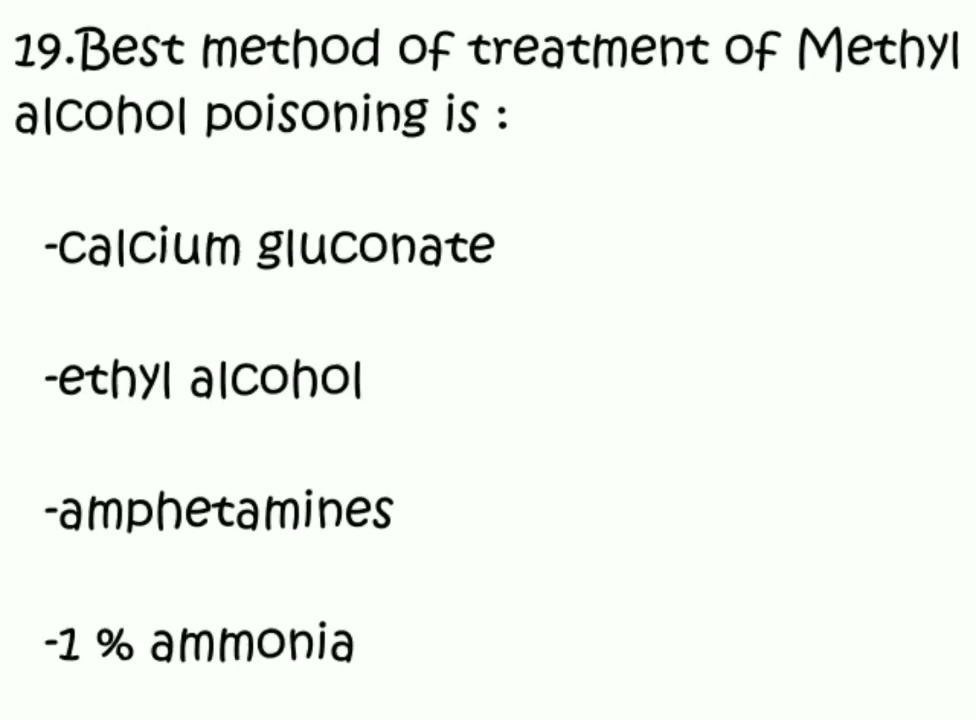 19.Best method of treatment of Methyl
alcohol poisoning is :
-calcium gluconate
-ethyl alcohol
-amphetamines
-1 % ammonia